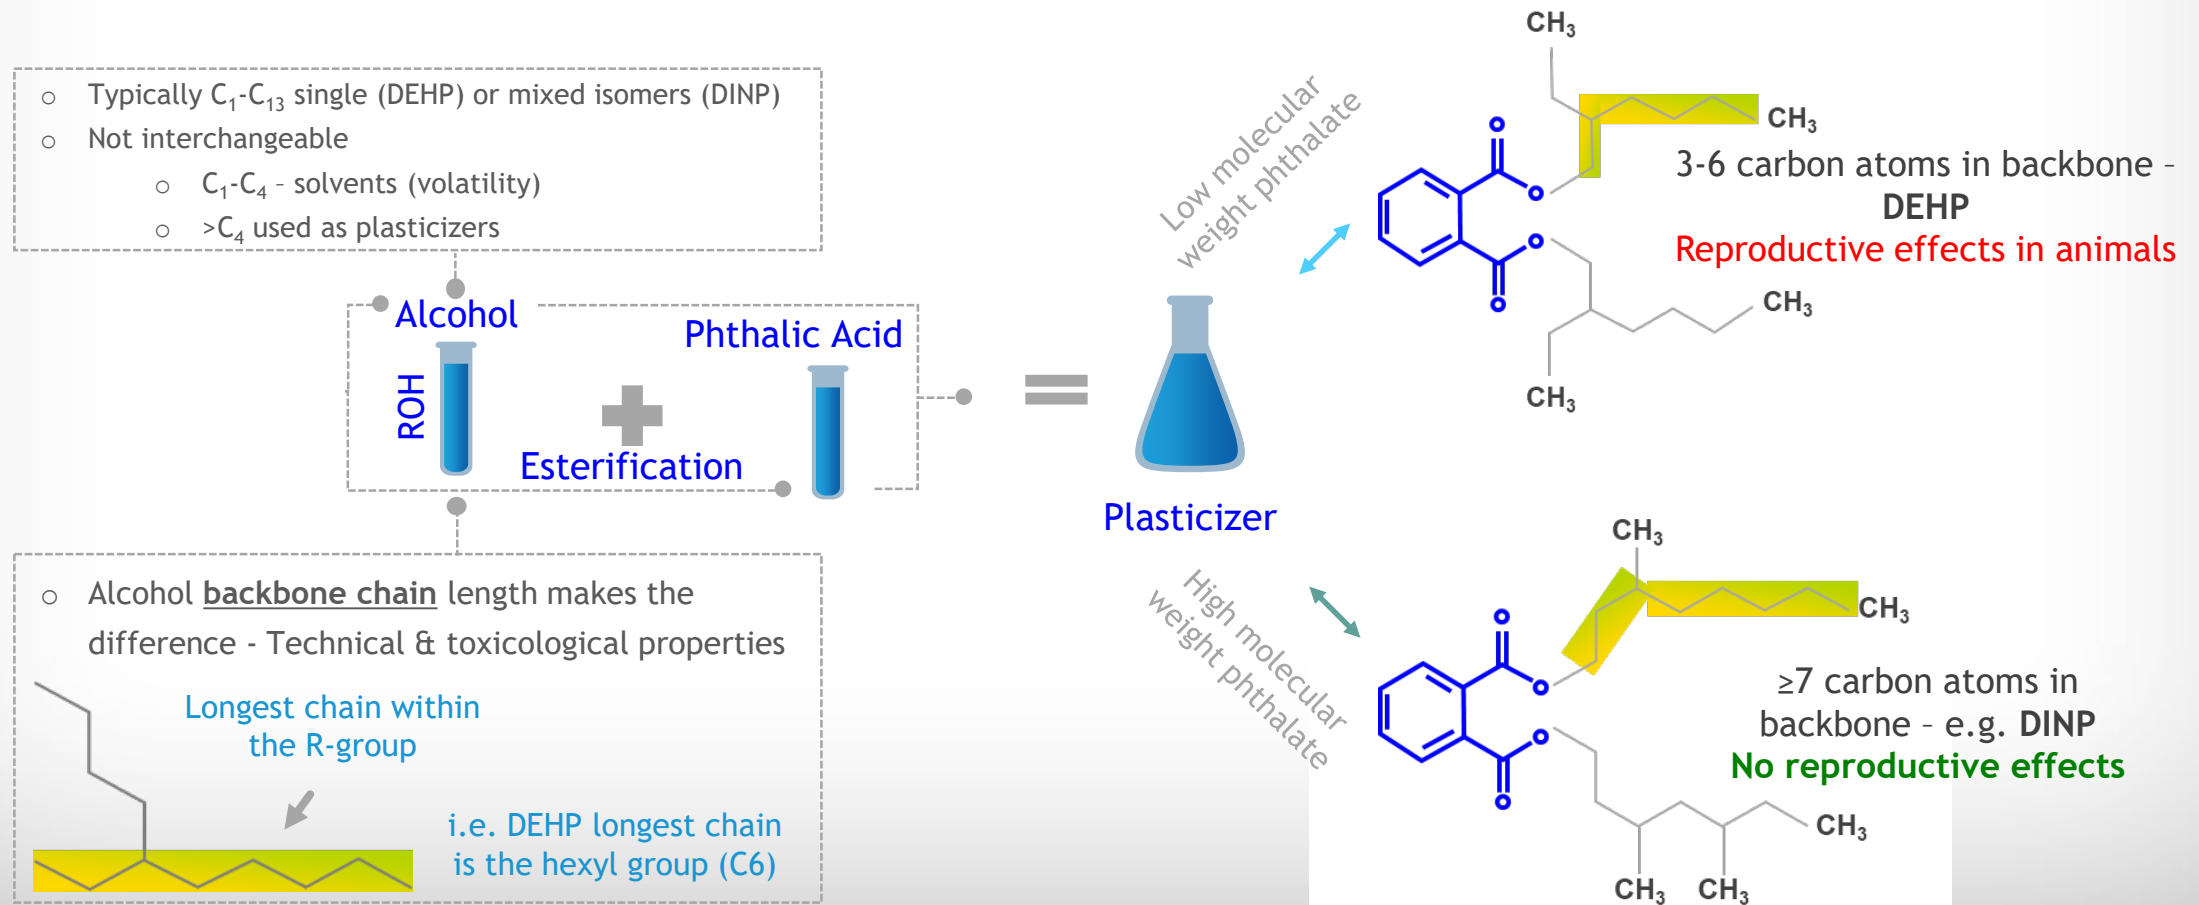 ○ Typically C₁-C₁₃ single (DEHP) or mixed isomers (DINP)
○ Not interchangeable
○ C₁-C₄ – solvents (volatility)
○ >C₄ used as plasticizers
Alcohol
ROH
Phthalic Acid
Esterification
○ Alcohol backbone chain length makes the
difference - Technical & toxicological properties
Longest chain within
the R-group
i.e. DEHP longest chain
is the hexyl group (C6)
Plasticizer
Low molecular
weight phthalate
High molecular
weight phthalate
CH₃
CH₃
O
O
O
O
CH₃
CH₃
3-6 carbon atoms in backbone –
DEHP
Reproductive effects in animals
CH₃
CH₃
O
O
O
O
CH₃
CH₃ CH₃
≥7 carbon atoms in
backbone – e.g. DINP
No reproductive effects